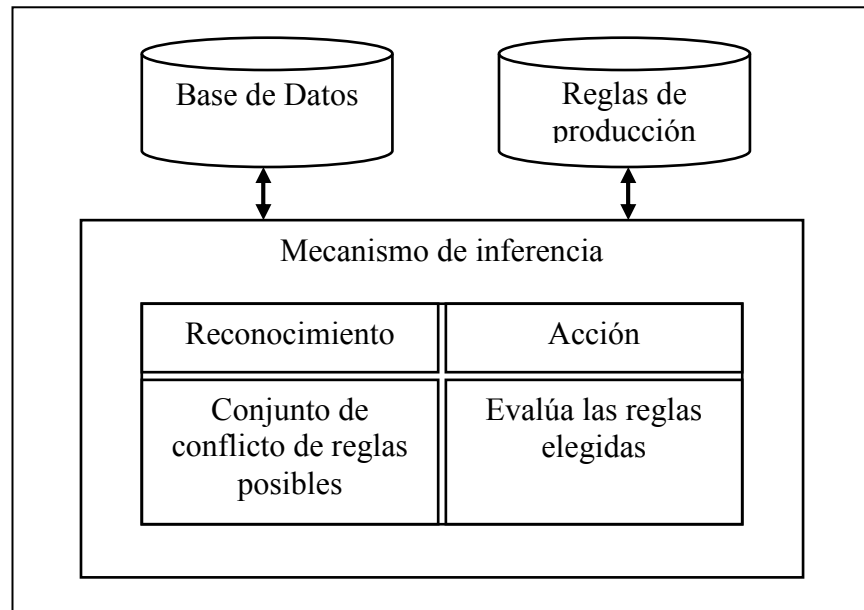 Base de Datos
Reglas de
producción
Mecanismo de inferencia
Reconocimiento
Acción
Conjunto de
conflicto de reglas
posibles
Evalúa las reglas
elegidas